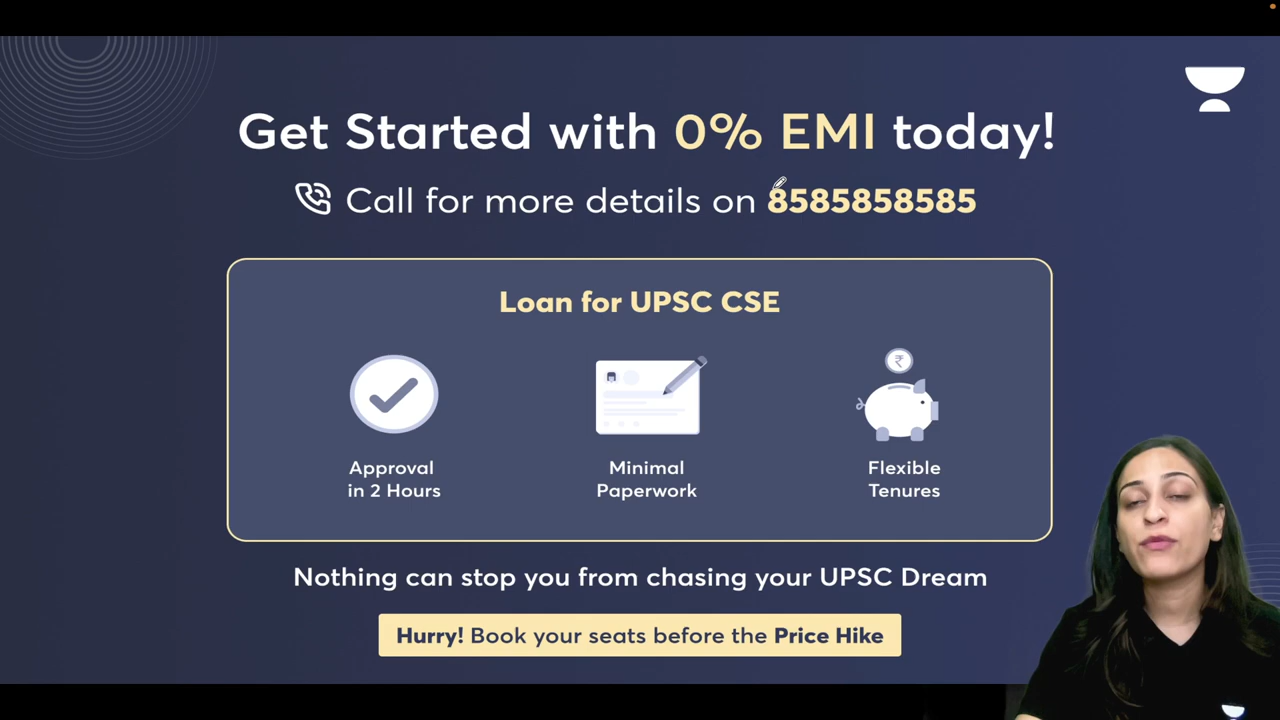 Get Started with 0% EMI today!
Call for more details on 8585858585
Loan for UPSC CSE
Approval
in 2 Hours
Minimal
Paperwork
Flexible
Tenures
Nothing can stop you from chasing your UPSC Dream
Hurry! Book your seats before the Price Hike